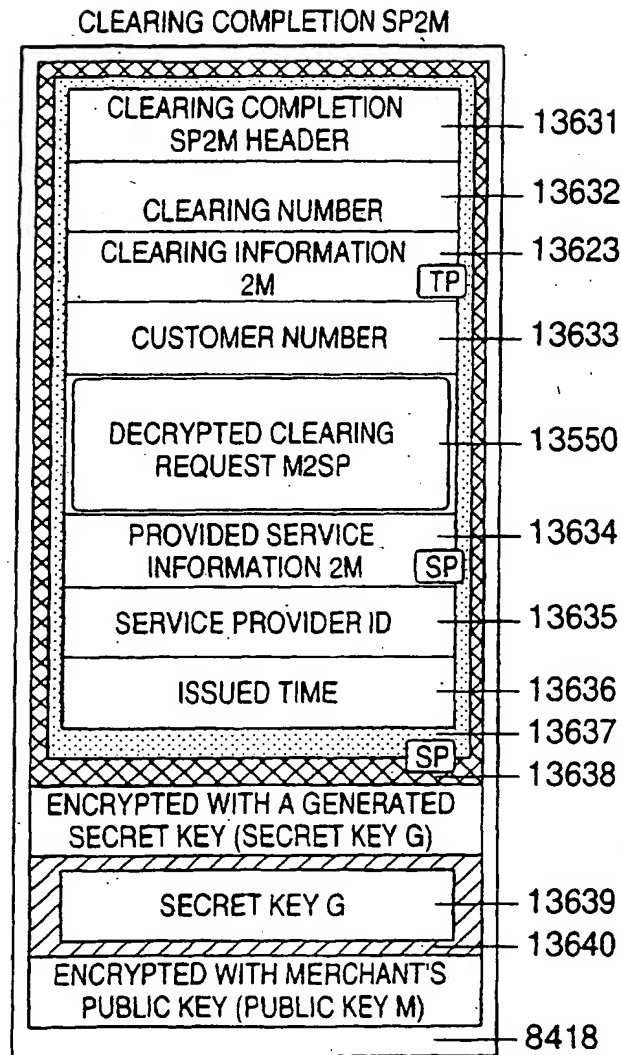 CLEARING COMPLETION SP2M
CLEARING COMPLETION
SP2M HEADER
13631
CLEARING NUMBER
13632
CLEARING INFORMATION
2M
TP
13623
CUSTOMER NUMBER
13633
DECRYPTED CLEARING
REQUEST M2SP
13550
PROVIDED SERVICE
INFORMATION 2M
SP
13634
SERVICE PROVIDER ID
13635
ISSUED TIME
13636
13637
SP
13638
ENCRYPTED WITH A GENERATED
SECRET KEY (SECRET KEY G)
SECRET KEY G
13639
13640
ENCRYPTED WITH MERCHANT'S
PUBLIC KEY (PUBLIC KEY M)
8418